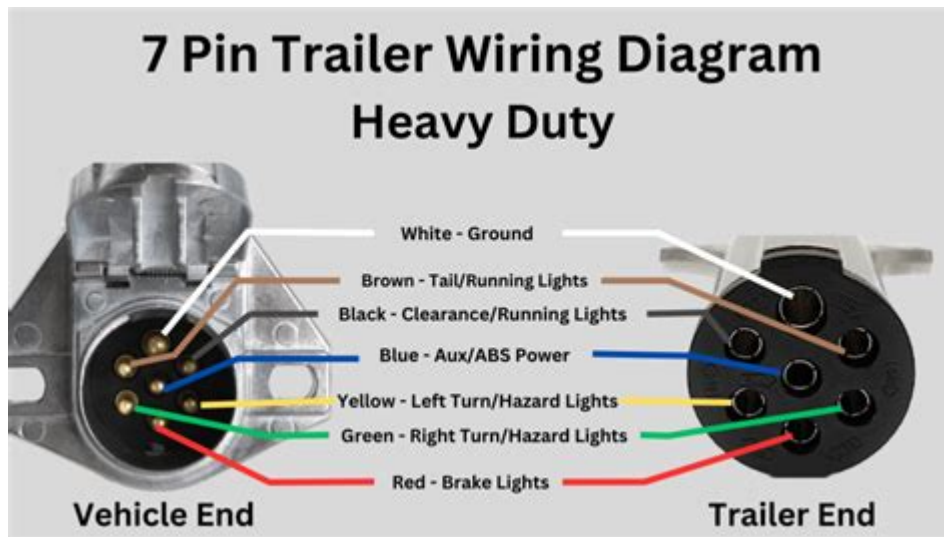 7 Pin Trailer Wiring Diagram
Heavy Duty
White - Ground
Brown - Tail/Running Lights
Black - Clearance/Running Lights
Blue - Aux/ABS Power
Yellow - Left Turn/Hazard Lights
Green - Right Turn/Hazard Lights
Red - Brake Lights
Vehicle End
Trailer End